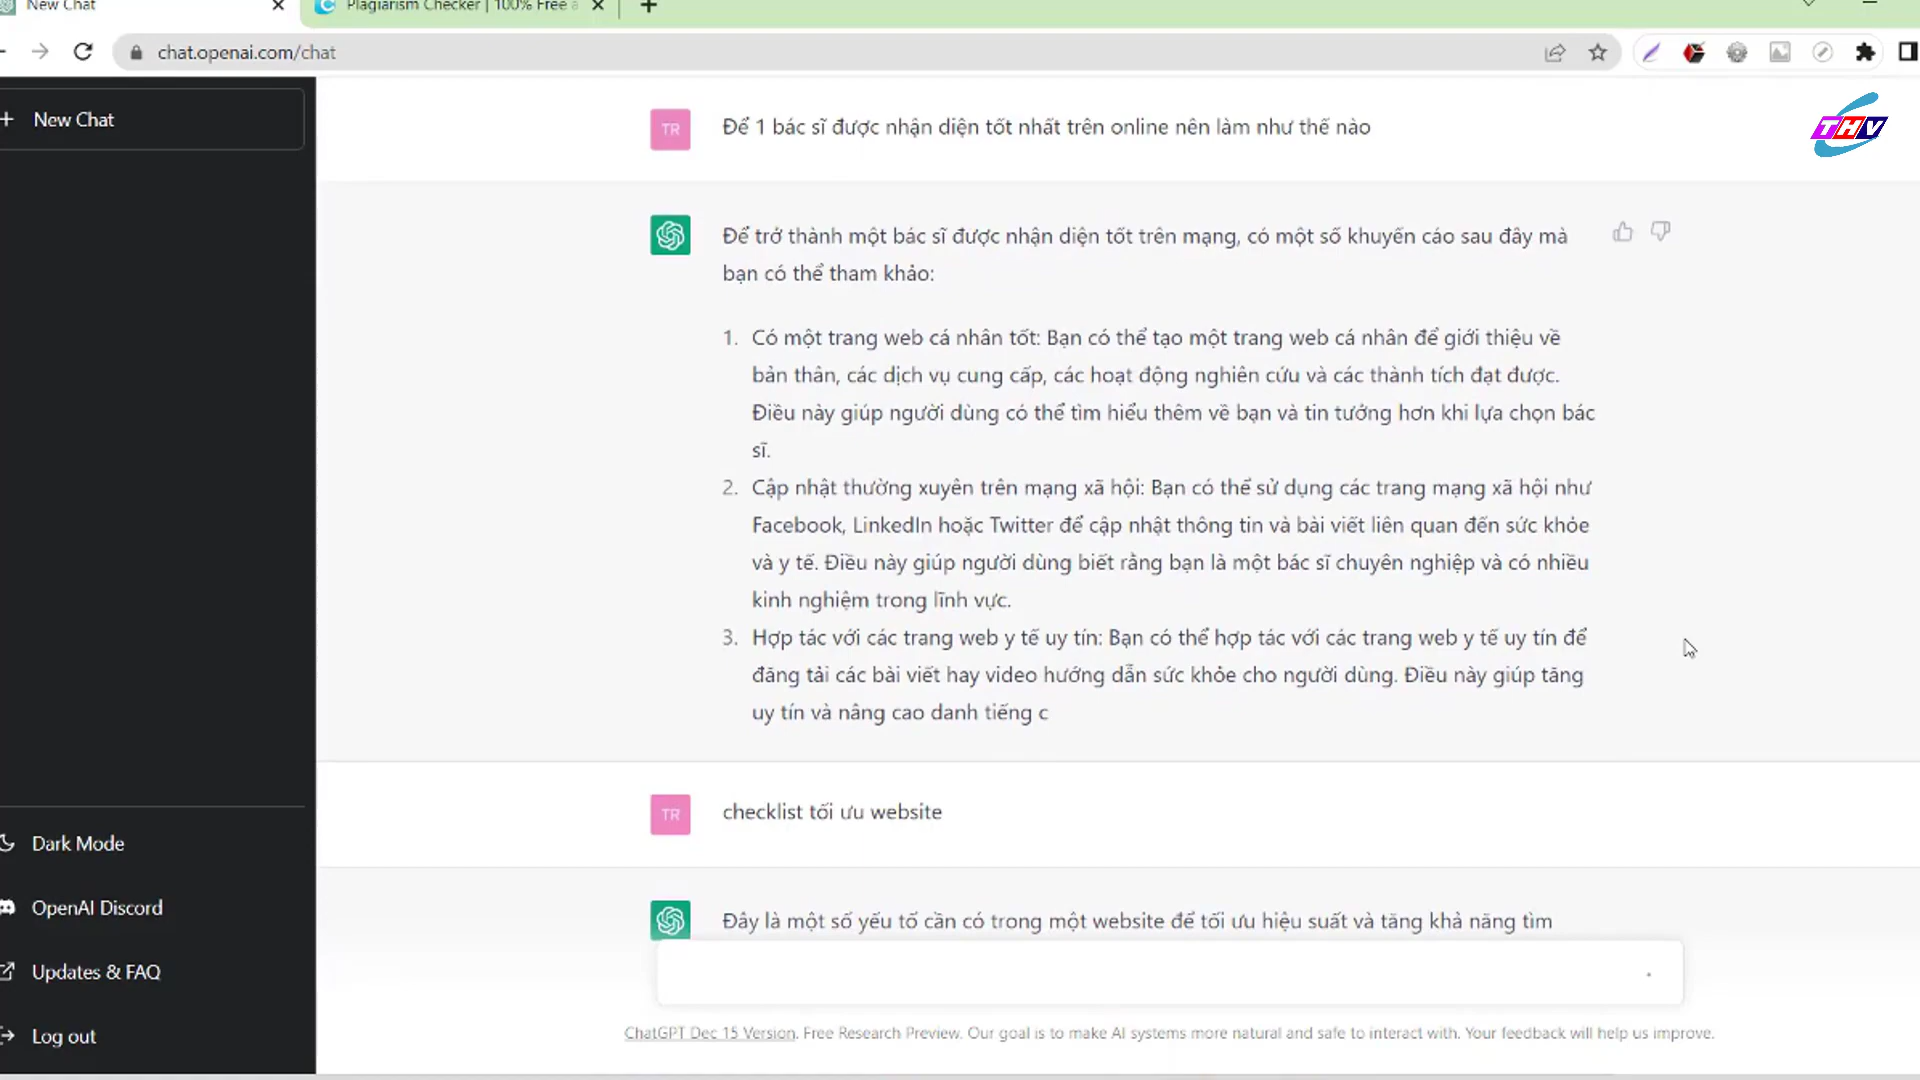 New Chat
Plagiarism Checker | 100% Free a
chat.openai.com/chat
New Chat
THV
TR
Để 1 bác sĩ được nhận diện tốt nhất trên online nên làm như thế nào
Để trở thành một bác sĩ được nhận diện tốt trên mạng, có một số khuyến cáo sau đây mà
bạn có thể tham khảo:
1. Có một trang web cá nhân tốt: Bạn có thể tạo một trang web cá nhân để giới thiệu về
bản thân, các dịch vụ cung cấp, các hoạt động nghiên cứu và các thành tích đạt được.
Điều này giúp người dùng có thể tìm hiểu thêm về bạn và tin tưởng hơn khi lựa chọn bác
sĩ.
2. Cập nhật thường xuyên trên mạng xã hội: Bạn có thể sử dụng các trang mạng xã hội như
Facebook, LinkedIn hoặc Twitter để cập nhật thông tin và bài viết liên quan đến sức khỏe
và y tế. Điều này giúp người dùng biết rằng bạn là một bác sĩ chuyên nghiệp và có nhiều
kinh nghiệm trong lĩnh vực.
3. Hợp tác với các trang web y tế uy tín: Bạn có thể hợp tác với các trang web y tế uy tín để
đăng tải các bài viết hay video hướng dẫn sức khỏe cho người dùng. Điều này giúp tăng
uy tín và nâng cao danh tiếng c
TR
checklist tối ưu website
Đây là một số yếu tố cần có trong một website để tối ưu hiệu suất và tăng khả năng tìm
Dark Mode
OpenAI Discord
Updates & FAQ
Log out
ChatGPT Dec 15 Version. Free Research Preview. Our goal is to make AI systems more natural and safe to interact with. Your feedback will help us improve.